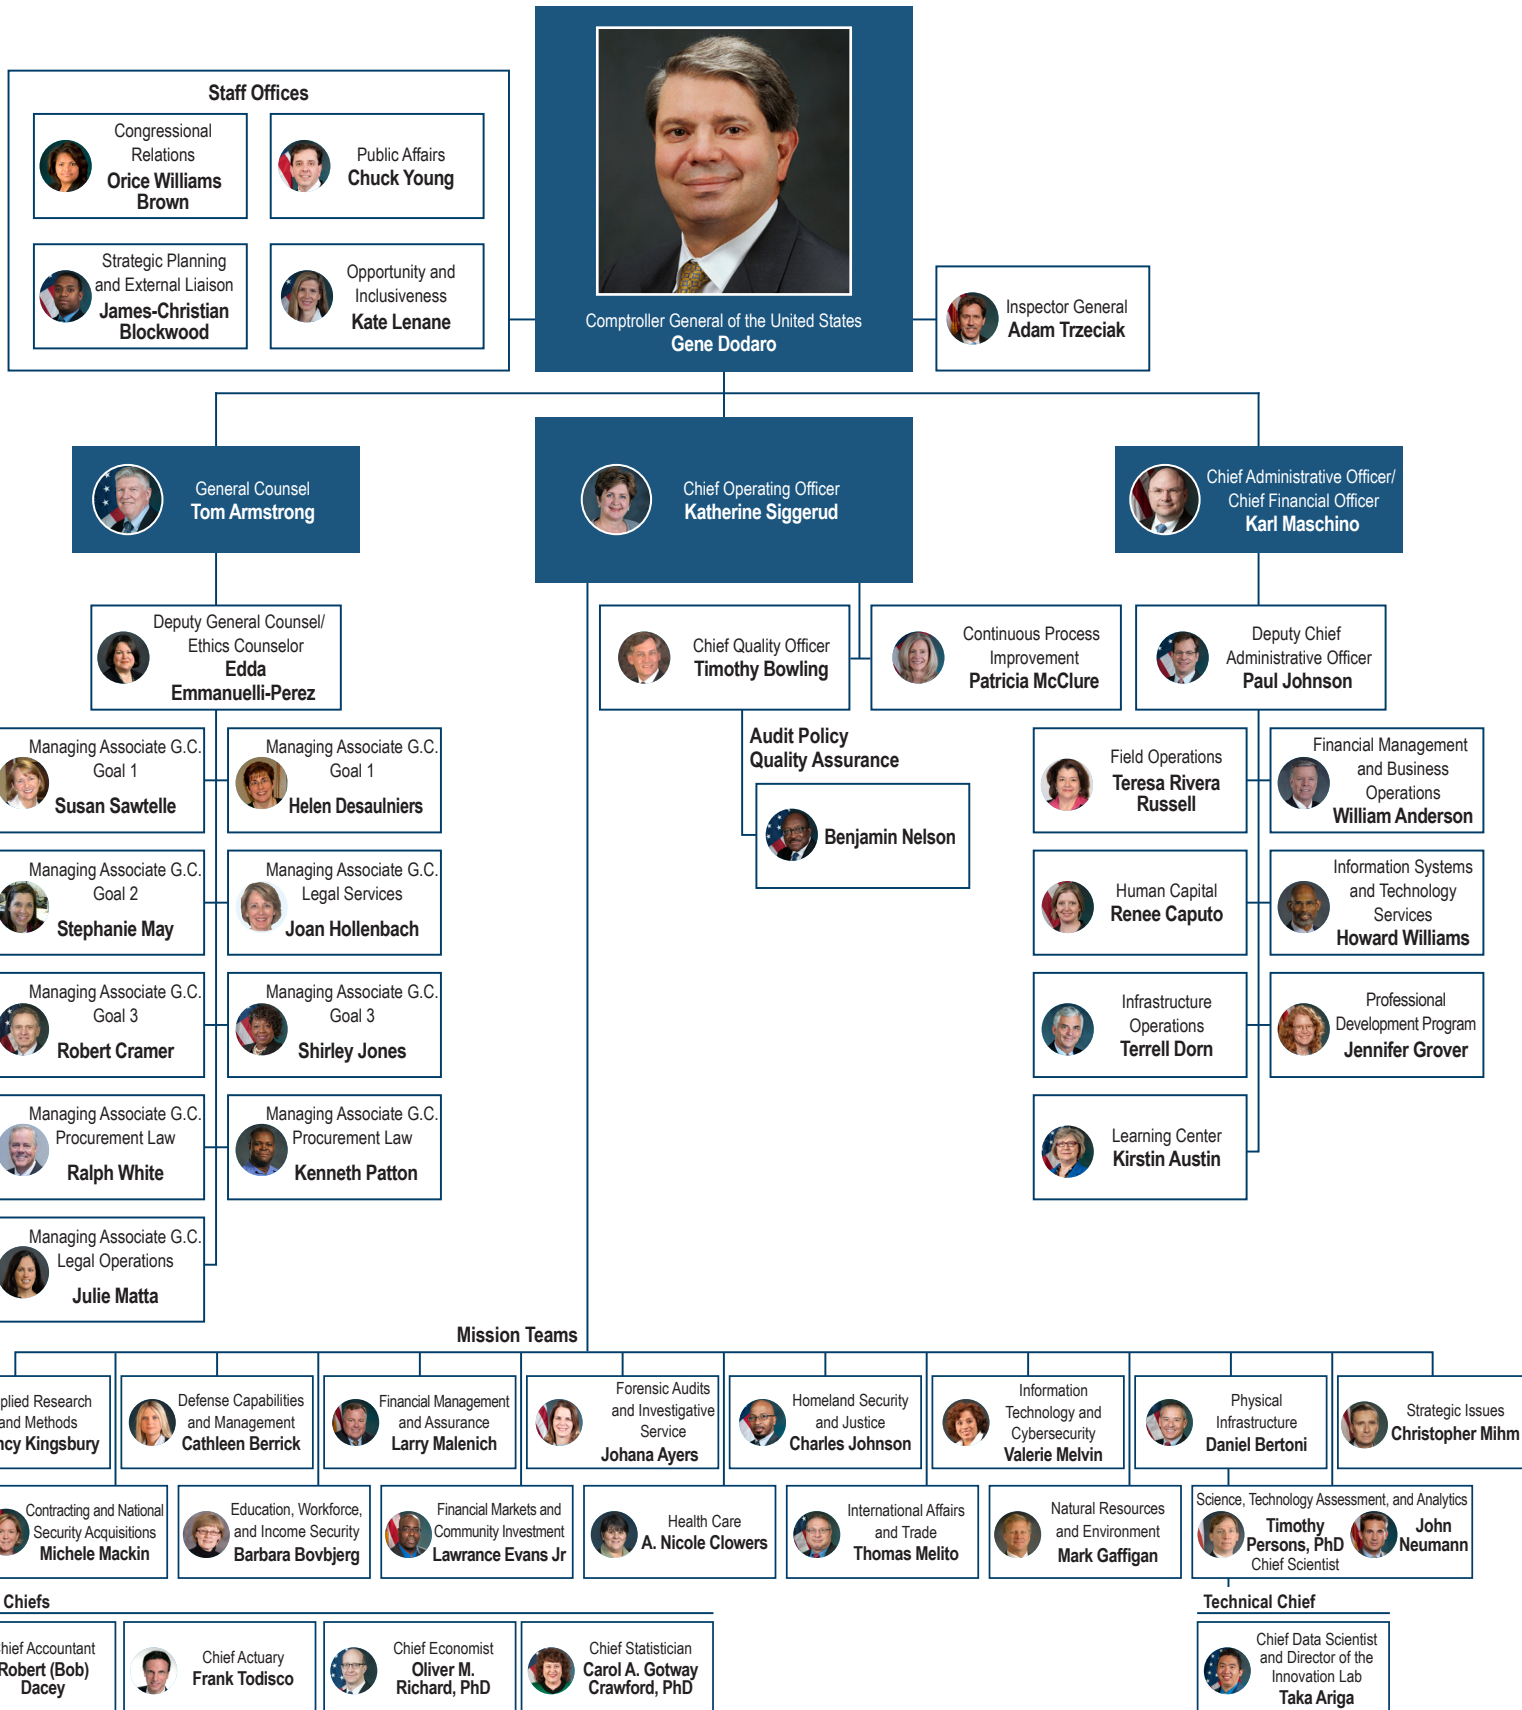 Staff Offices
Congressional
Relations
Orice Williams
Brown
Public Affairs
Chuck Young
Strategic Planning
and External Liaison
James-Christian
Blockwood
Opportunity and
Inclusiveness
Kate Lenane
Comptroller General of the United States
Gene Dodaro
Inspector General
Adam Trzeciak
General Counsel
Tom Armstrong
Chief Operating Officer
Katherine Siggerud
Chief Administrative Officer/
Chief Financial Officer
Karl Maschino
Deputy General Counsel/
Ethics Counselor
Edda
Emmanuelli-Perez
Chief Quality Officer
Timothy Bowling
Continuous Process
Improvement
Patricia McClure
Deputy Chief
Administrative Officer
Paul Johnson
Managing Associate G.C.
Goal 1
Susan Sawtelle
Managing Associate G.C.
Goal 1
Helen Desaulniers
Audit Policy
Quality Assurance
Benjamin Nelson
Field Operations
Teresa Rivera
Russell
Financial Management
and Business
Operations
William Anderson
Managing Associate G.C.
Goal 2
Stephanie May
Managing Associate G.C.
Legal Services
Joan Hollenbach
Human Capital
Renee Caputo
Information Systems
and Technology
Services
Howard Williams
Managing Associate G.C.
Goal 3
Robert Cramer
Managing Associate G.C.
Goal 3
Shirley Jones
Infrastructure
Operations
Terrell Dorn
Professional
Development Program
Jennifer Grover
Managing Associate G.C.
Procurement Law
Ralph White
Managing Associate G.C.
Procurement Law
Kenneth Patton
Learning Center
Kirstin Austin
Managing Associate G.C.
Legal Operations
Julie Matta
Mission Teams
plied Research
and Methods
ncy Kingsbury
Defense Capabilities
and Management
Cathleen Berrick
Financial Management
and Assurance
Larry Malenich
Forensic Audits
and Investigative
Service
Johana Ayers
Homeland Security
and Justice
Charles Johnson
Information
Technology and
Cybersecurity
Valerie Melvin
Physical
Infrastructure
Daniel Bertoni
Strategic Issues
Christopher Mihm
Contracting and National
Security Acquisitions
Michele Mackin
Education, Workforce,
and Income Security
Barbara Bovbjerg
Financial Markets and
Community Investment
Lawrance Evans Jr
Health Care
A. Nicole Clowers
International Affairs
and Trade
Thomas Melito
Natural Resources
and Environment
Mark Gaffigan
Science, Technology Assessment, and Analytics
Timothy
Persons, PhD
Chief Scientist
John
Neumann
Chiefs
hief Accountant
Robert (Bob)
Dacey
Chief Actuary
Frank Todisco
Chief Economist
Oliver M.
Richard, PhD
Chief Statistician
Carol A. Gotway
Crawford, PhD
Technical Chief
Chief Data Scientist
and Director of the
Innovation Lab
Taka Ariga